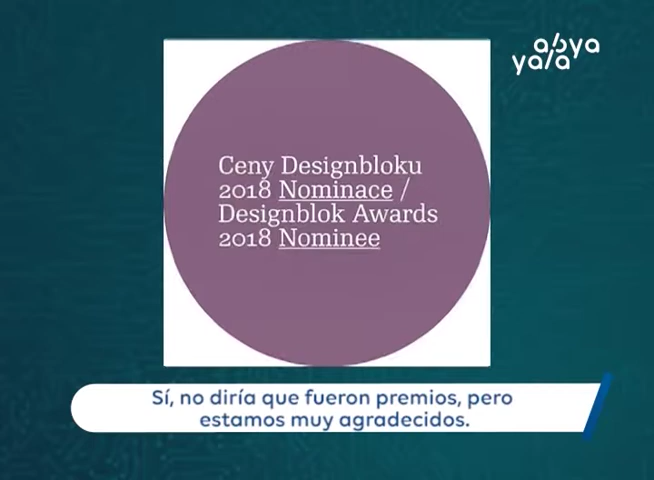 abya
yala
Ceny Designbloku
2018 Nominace /
Designblok Awards
2018 Nominee
Sí, no diría que fueron premios, pero
estamos muy agradecidos.